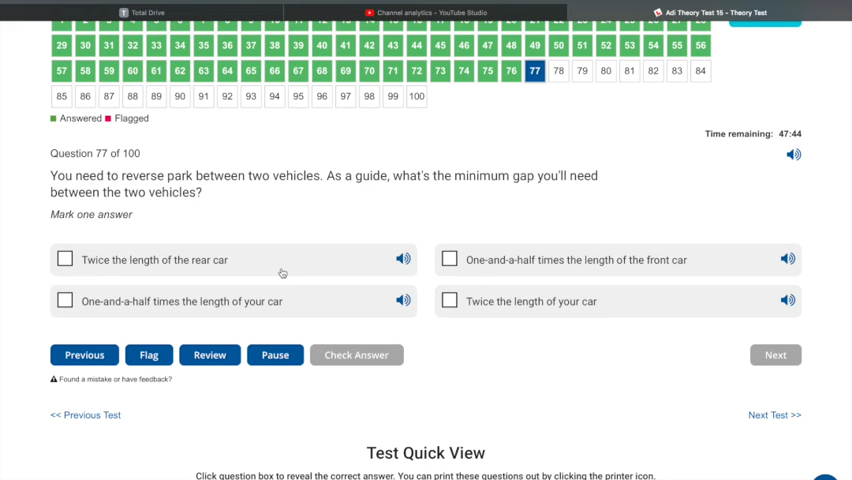 Total Drive
Channel analytics - YouTube Studio
Adi Theory Test 15 - Theory Test
29 30 31 32 33 34 35 36 37 38 39 40 41 42 43 44 45 46 47 48 49 50 51 52 53 54 55 56
57 58 59 60 61 62 63 64 65 66 67 68 69 70 71 72 73 74 75 76 77 78 79 80 81 82 83 84
85 86 87 88 89 90 91 92 93 94 95 96 97 98 99 100
Answered Flagged
Time remaining: 47:44
Question 77 of 100
You need to reverse park between two vehicles. As a guide, what's the minimum gap you'll need
between the two vehicles?
Mark one answer
Twice the length of the rear car
One-and-a-half times the length of the front car
One-and-a-half times the length of your car
Twice the length of your car
Previous Flag Review Pause Check Answer Next
Found a mistake or have feedback?
<< Previous Test
Next Test >>
Test Quick View
Click question box to reveal the correct answer. You can print these questions out by clicking the printer icon.